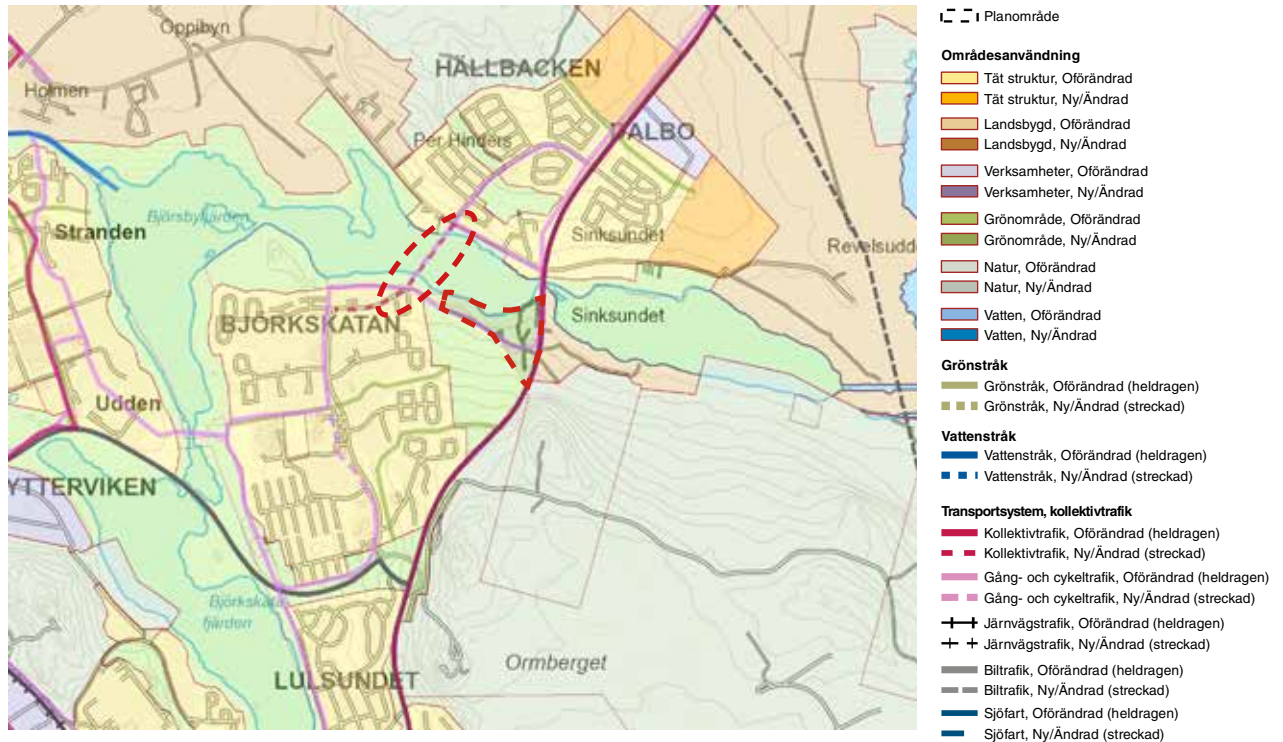 Oppibyn
HÄLLBACKEN
Holmen
DALBO
Per Hinders
Björsbyfjärden
Stranden
Sinksundet
Revelsudd
BJÖRKSKATAN
Sinksundet
Udden
YTTERVIKEN
Björkskata
fjärden
Ormberget
LULSUNDET
Planområde
Områdesanvändning
Tät struktur, Oförändrad
Tät struktur, Ny/Ändrad
Landsbygd, Oförändrad
Landsbygd, Ny/Ändrad
Verksamheter, Oförändrad
Verksamheter, Ny/Ändrad
Grönområde, Oförändrad
Grönområde, Ny/Ändrad
Natur, Oförändrad
Natur, Ny/Ändrad
Vatten, Oförändrad
Vatten, Ny/Ändrad
Grönstråk
Grönstråk, Oförändrad (heldragen)
Grönstråk, Ny/Ändrad (streckad)
Vattenstråk
Vattenstråk, Oförändrad (heldragen)
Vattenstråk, Ny/Ändrad (streckad)
Transportsystem, kollektivtrafik
Kollektivtrafik, Oförändrad (heldragen)
Kollektivtrafik, Ny/Ändrad (streckad)
Gång- och cykeltrafik, Oförändrad (heldragen)
Gång- och cykeltrafik, Ny/Ändrad (streckad)
Järnvägstrafik, Oförändrad (heldragen)
Järnvägstrafik, Ny/Ändrad (streckad)
Biltrafik, Oförändrad (heldragen)
Biltrafik, Ny/Ändrad (streckad)
Sjöfart, Oförändrad (heldragen)
Sjöfart, Ny/Ändrad (streckad)